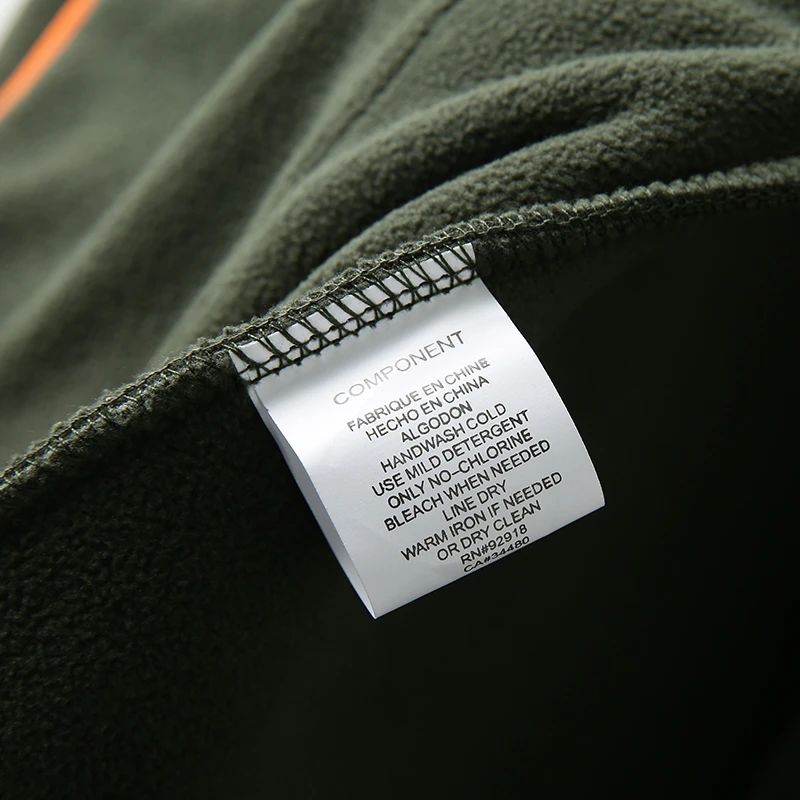 COMPONENT
FABRIQUE EN CHINE
HECHO EN CHINA
ALGODON
HANDWASH COLD
USE MILD DETERGENT
ONLY NO-CHLORINE
BLEACH WHEN NEEDED
LINE DRY
WARM IRON IF NEEDED
OR DRY CLEAN
RN#92918
CA#34480